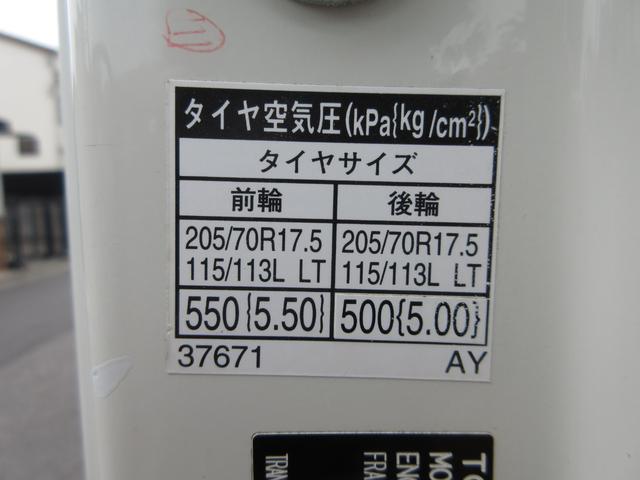 三
タイヤ空気圧(kPa{kg/cm²})
タイヤサイズ
前輪 後輪
205/70R17.5 205/70R17.5
115/113L LT 115/113L LT
550{5.50} 500{5.00}
37671 AY